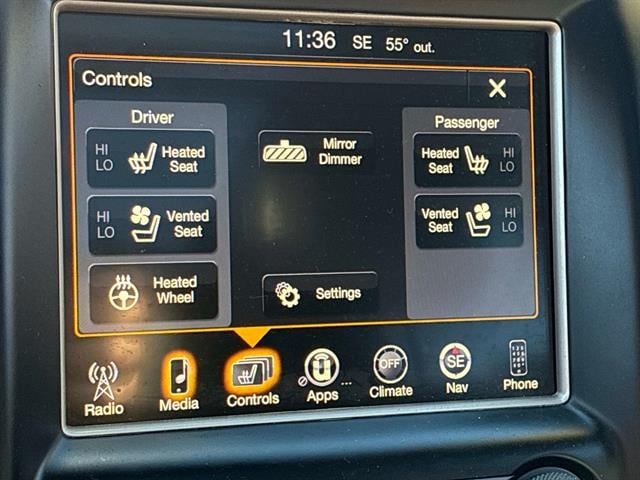 11:36 SE 55° out.
Controls
Driver
HI
LO
Heated
Seat
HI
LO
Vented
Seat
Heated
Wheel
Mirror
Dimmer
Settings
Passenger
Heated
Seat
HI
LO
Vented
Seat
HI
LO
Radio
Media
Controls
Apps
...
OFF
Climate
SE
Nav
Phone